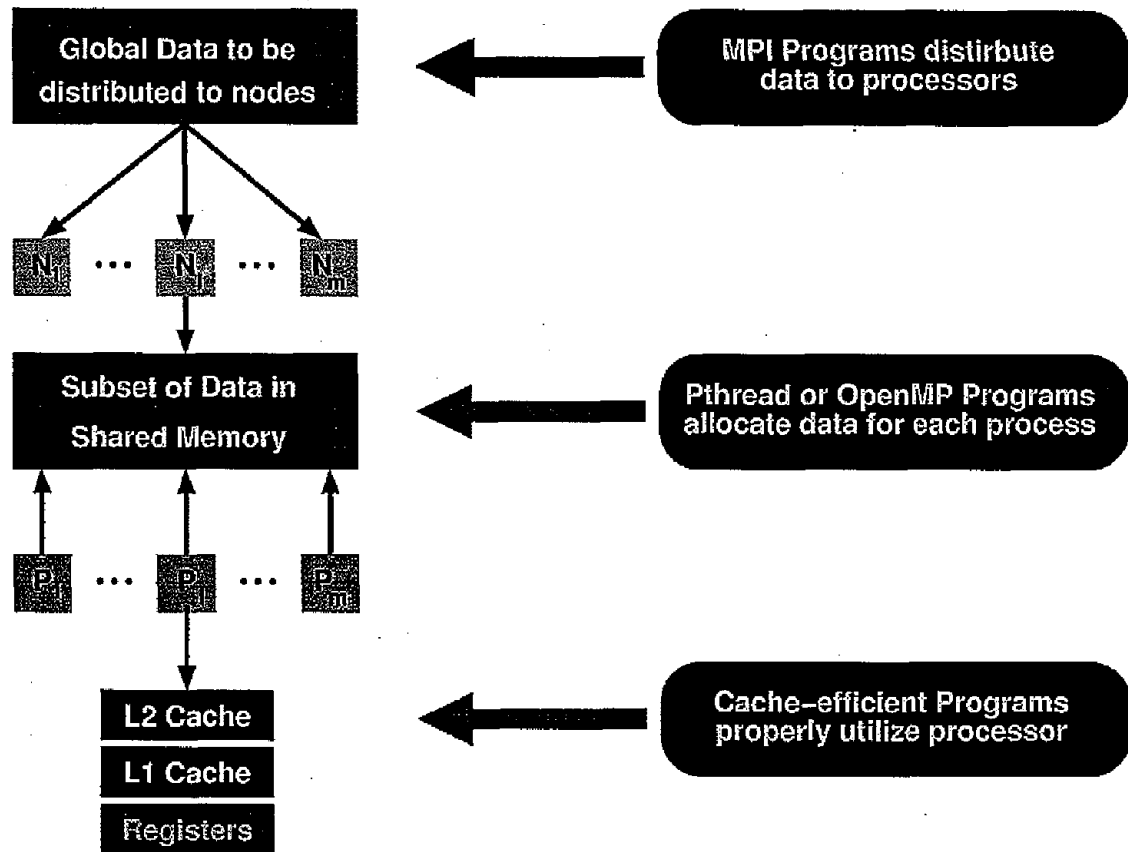 Global Data to be
distributed to nodes
MPI Programs distirbute
data to processors
N1 ... Ni ... Nm
Subset of Data in
Shared Memory
Pthread or OpenMP Programs
allocate data for each process
P1 ... Pi ... Pm
L2 Cache
L1 Cache
Registers
Cache-efficient Programs
properly utilize processor